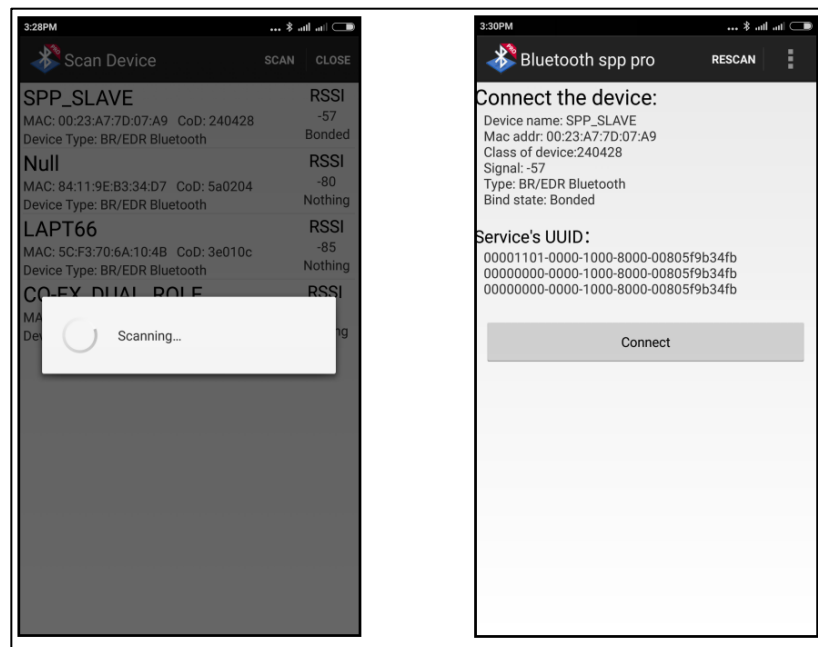 3:28PM
Scan Device SCAN CLOSE
SPP_SLAVE RSSI
MAC: 00:23:A7:7D:07:A9 CoD: 240428 -57
Device Type: BR/EDR Bluetooth Bonded
Null RSSI
MAC: 84:11:9E:B3:34:D7 CoD: 5a0204 -80
Device Type: BR/EDR Bluetooth Nothing
LAPT66 RSSI
MAC: 5C:F3:70:6A:10:4B CoD: 3e010c -85
Device Type: BR/EDR Bluetooth Nothing
CO-EX_DUAL_ROLE RSSI
Scanning...
3:30PM
PRO Bluetooth spp pro RESCAN
Connect the device:
Device name: SPP_SLAVE
Mac addr: 00:23:A7:7D:07:A9
Class of device:240428
Signal: -57
Type: BR/EDR Bluetooth
Bind state: Bonded
Service's UUID:
00001101-0000-1000-8000-00805f9b34fb
00000000-0000-1000-8000-00805f9b34fb
00000000-0000-1000-8000-00805f9b34fb
Connect